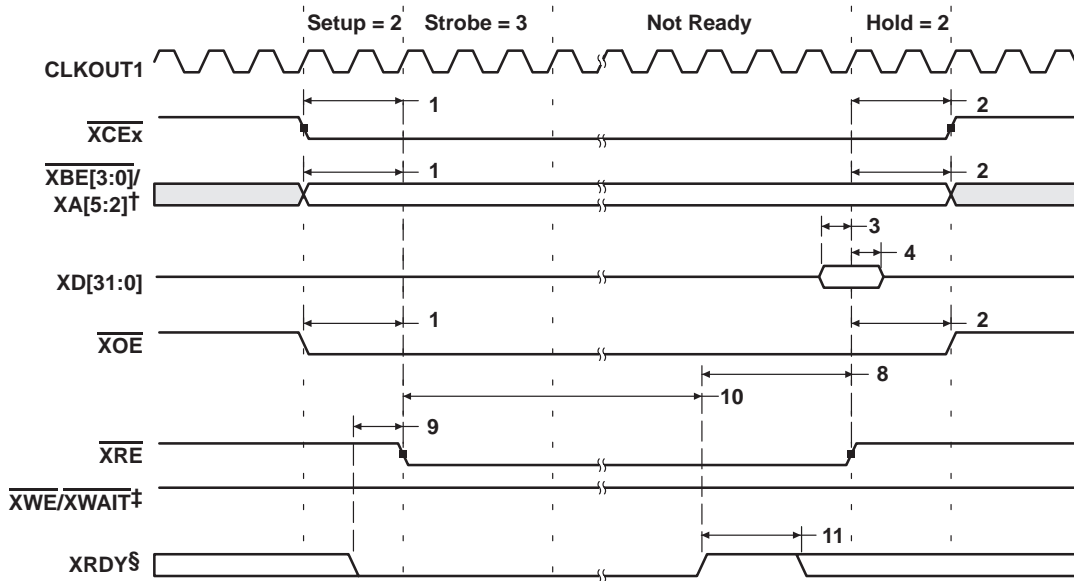 Setup = 2 Strobe = 3 Not Ready Hold = 2
CLKOUT1
1 2
XCEx
1 2
XBE[3:0]/
XA[5:2]†
3
4
XD[31:0]
1 2
XOE
8
10
9
XRE
XWE/XWAIT‡
11
XRDY§